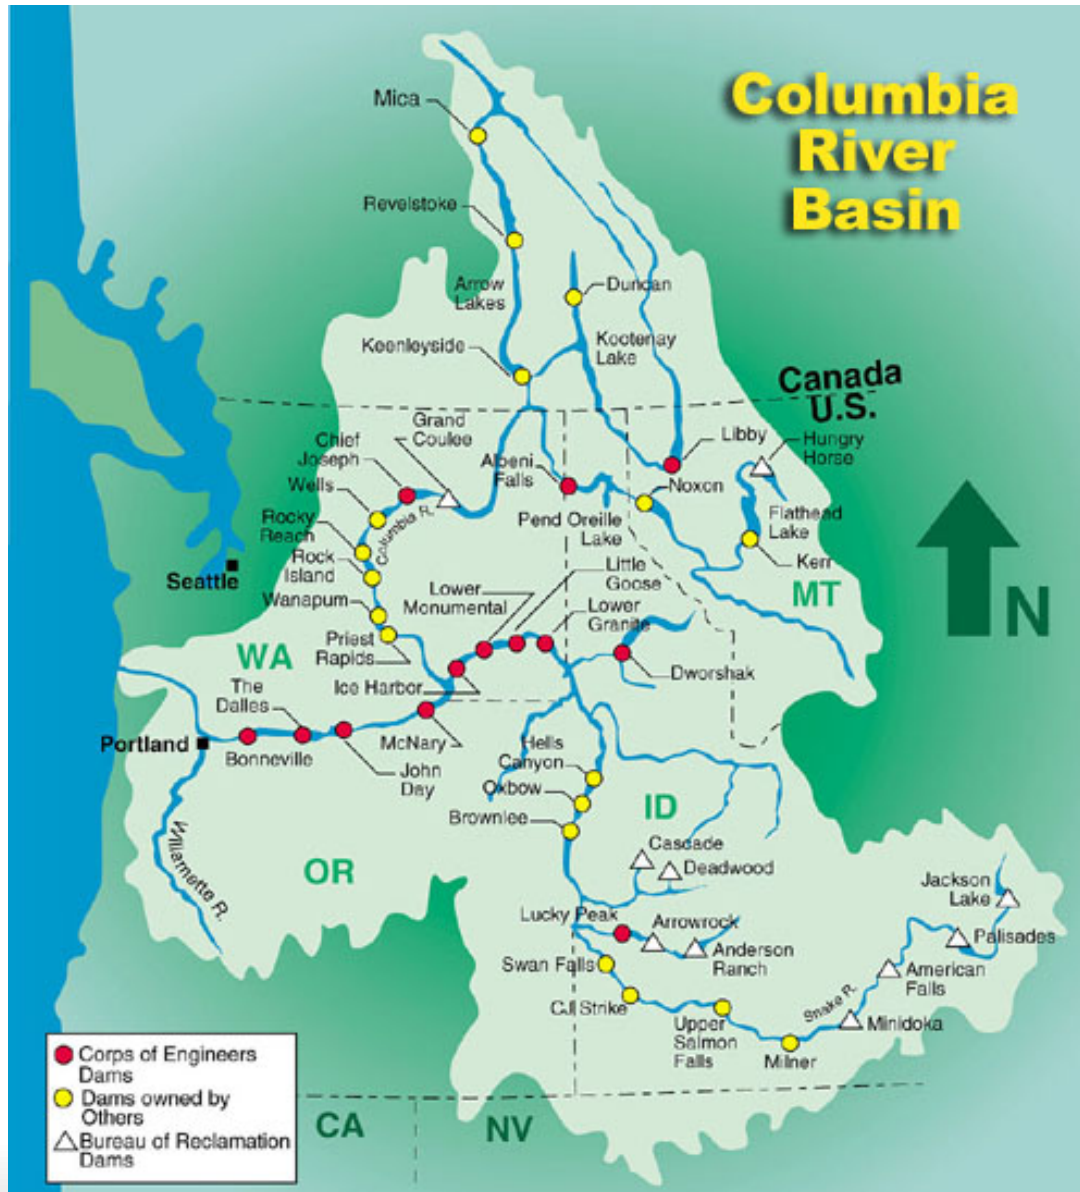 Columbia
River
Basin
Mica
Revelstoke
Arrow
Lakes
Duncan
Keenleyside
Kootenay
Lake
Canada
U.S.
Grand
Coulee
Chief
Joseph
Albeni
Falls
Libby
Hungry
Horse
Wells
Noxon
Rocky
Reach
Columbia R.
Pend Oreille
Lake
Flathead
Lake
Rock
Island
Kerr
Seattle
Little
Goose
Wanapum
Lower
Monumental
Lower
Granite
MT
N
Priest
Rapids
WA
Ice Harbor
Dworshak
The
Dalles
Portland
Bonneville
McNary
John
Day
Hells
Canyon
Oxbow
Brownlee
ID
Cascade
Deadwood
Williamette R.
OR
Jackson
Lake
Lucky Peak
Arrowrock
Palisades
Swan Falls
Anderson
Ranch
American
Falls
CJ Strike
Snake R.
Upper
Salmon
Falls
Minidoka
Milner
Corps of Engineers
Dams
Dams owned by
Others
Bureau of Reclamation
Dams
CA
NV